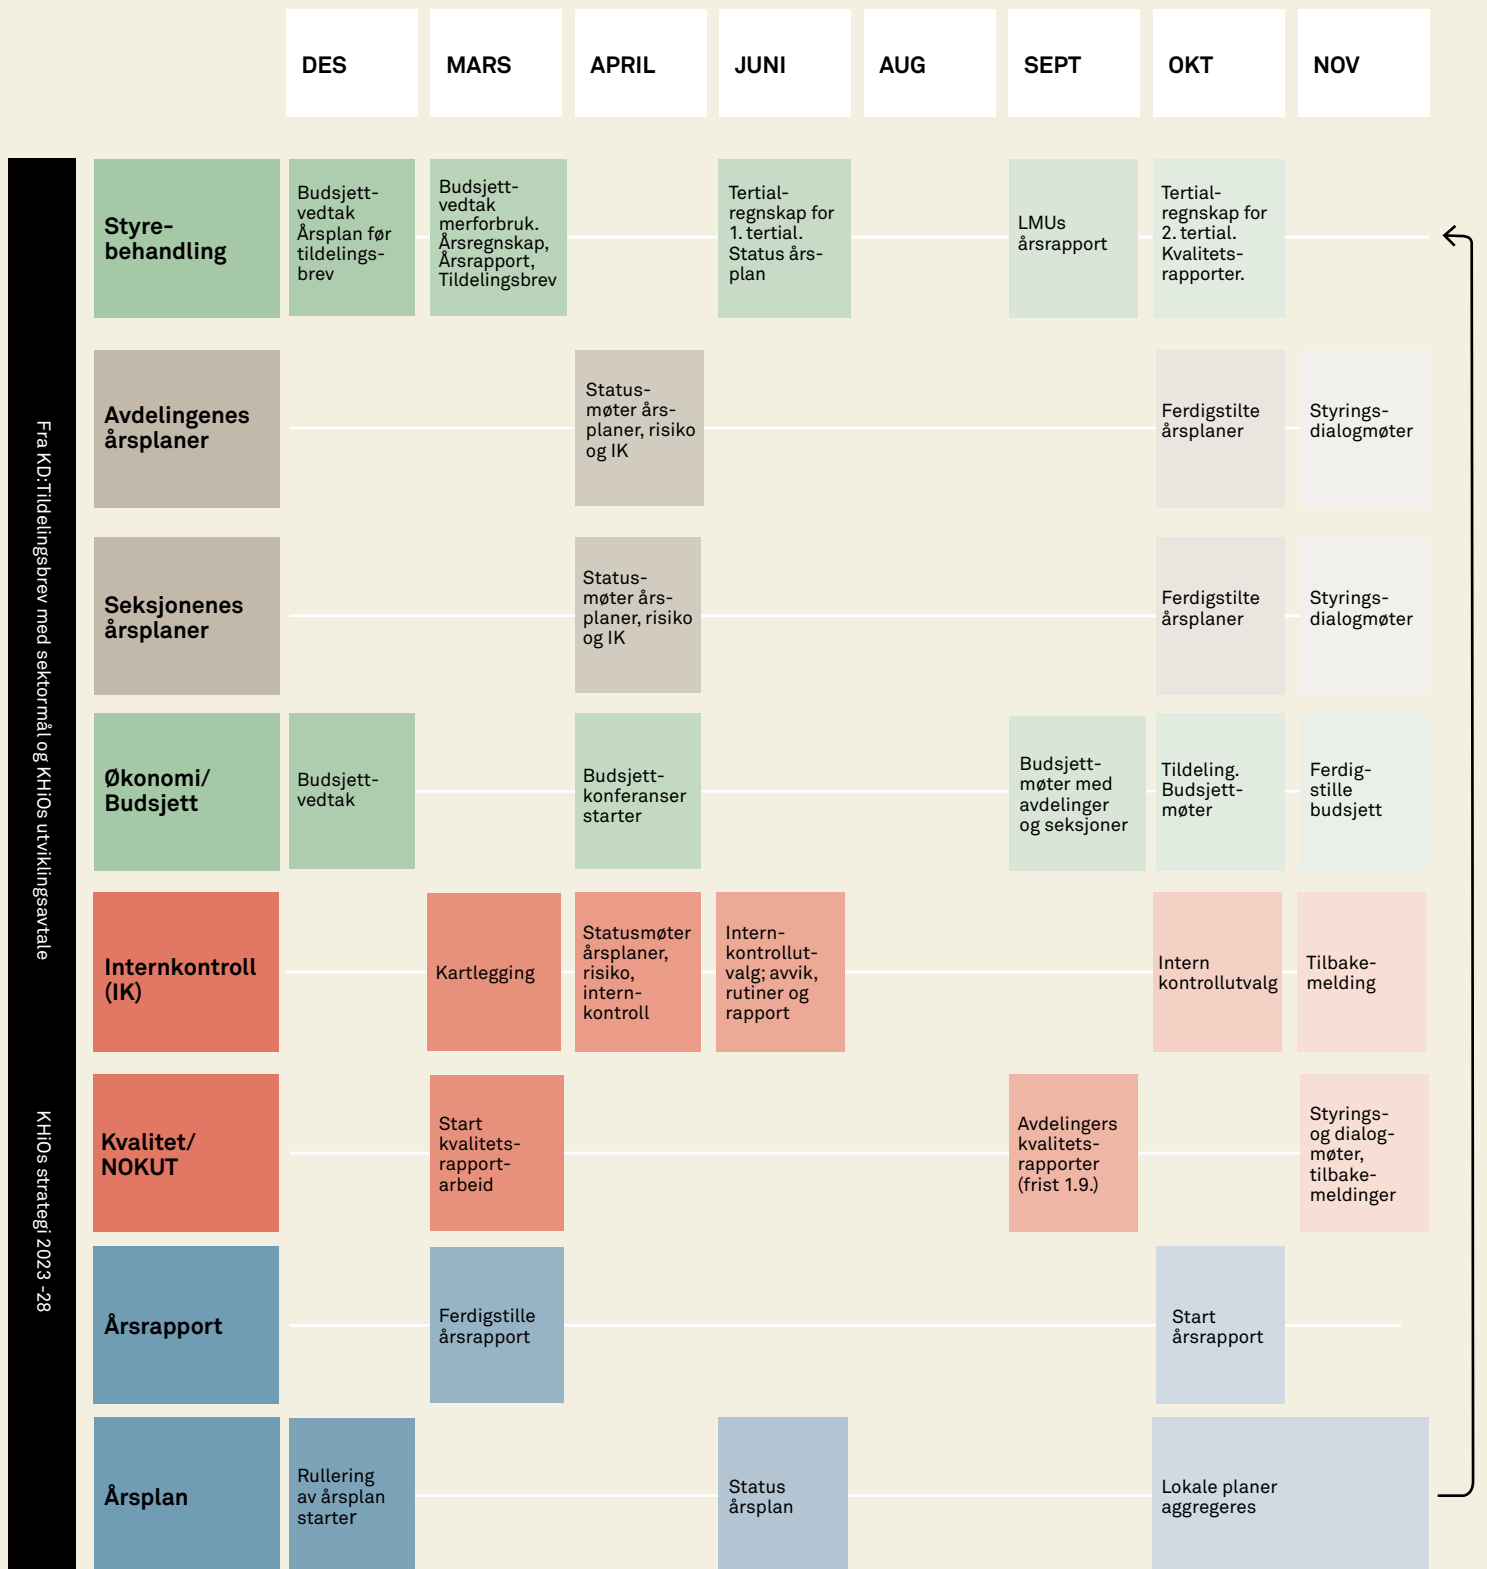 DES
MARS
APRIL
JUNI
AUG
SEPT
OKT
NOV
Fra KD:Tildelingsbrev med sektormål og KHiOs utviklingsavtale
KHiOs strategi 2023 -28
Styre-
behandling
Budsjett-
vedtak
Årsplan før
tildelings-
brev
Budsjett-
vedtak
merforbruk.
Årsregnskap,
Årsrapport,
Tildelingsbrev
Tertial-
regnskap for
1. tertial.
Status års-
plan
LMUs
årsrapport
Tertial-
regnskap for
2. tertial.
Kvalitets-
rapporter.
Avdelingenes
årsplaner
Status-
møter års-
planer, risiko
og IK
Ferdigstilte
årsplaner
Styrings-
dialogmøter
Seksjonenes
årsplaner
Status-
møter års-
planer, risiko
og IK
Ferdigstilte
årsplaner
Styrings-
dialogmøter
Økonomi/
Budsjett
Budsjett-
vedtak
Budsjett-
konferanser
starter
Budsjett-
møter med
avdelinger
og seksjoner
Tildeling.
Budsjett-
møter
Ferdig-
stille
budsjett
Internkontroll
(IK)
Kartlegging
Statusmøter
årsplaner,
risiko,
intern-
kontroll
Intern-
kontrollut-
valg; avvik,
rutiner og
rapport
Intern
kontrollutvalg
Tilbake-
melding
Kvalitet/
NOKUT
Start
kvalitets-
rapport-
arbeid
Avdelingers
kvalitets-
rapporter
(frist 1.9.)
Styrings-
og dialog-
møter,
tilbake-
meldinger
Årsrapport
Ferdigstille
årsrapport
Start
årsrapport
Årsplan
Rullering
av årsplan
starter
Status
årsplan
Lokale planer
aggregeres